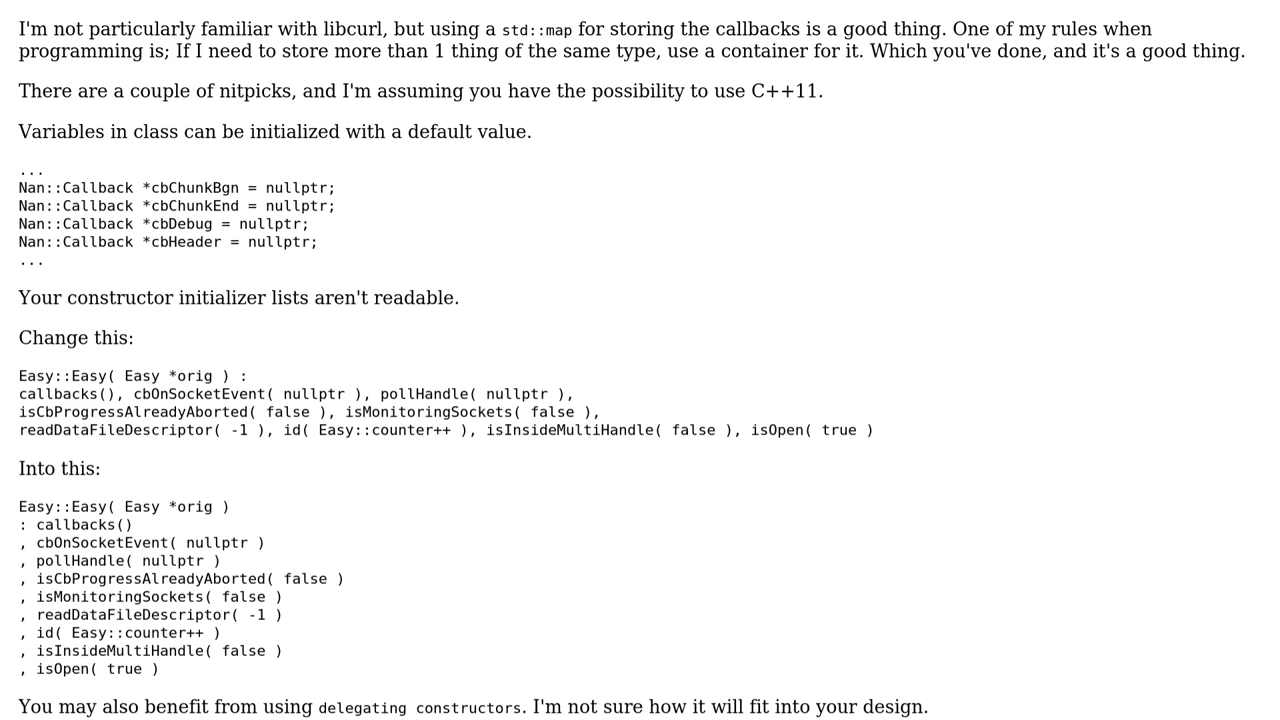 I'm not particularly familiar with libcurl, but using a std::map for storing the callbacks is a good thing. One of my rules when
programming is; If I need to store more than 1 thing of the same type, use a container for it. Which you've done, and it's a good thing.
There are a couple of nitpicks, and I'm assuming you have the possibility to use C++11.
Variables in class can be initialized with a default value.
...
Nan::Callback *cbChunkBgn = nullptr;
Nan::Callback *cbChunkEnd = nullptr;
Nan::Callback *cbDebug = nullptr;
Nan::Callback *cbHeader = nullptr;
...
Your constructor initializer lists aren't readable.
Change this:
Easy::Easy( Easy *orig ) :
callbacks(), cbOnSocketEvent( nullptr ), pollHandle( nullptr ),
isCbProgressAlreadyAborted( false ), isMonitoringSockets( false ),
readDataFileDescriptor( -1 ), id( Easy::counter++ ), isInsideMultiHandle( false ), isOpen( true )
Into this:
Easy::Easy( Easy *orig )
: callbacks()
, cbOnSocketEvent( nullptr )
, pollHandle( nullptr )
, isCbProgressAlreadyAborted( false )
, isMonitoringSockets( false )
, readDataFileDescriptor( -1 )
, id( Easy::counter++ )
, isInsideMultiHandle( false )
, isOpen( true )
You may also benefit from using delegating constructors. I'm not sure how it will fit into your design.